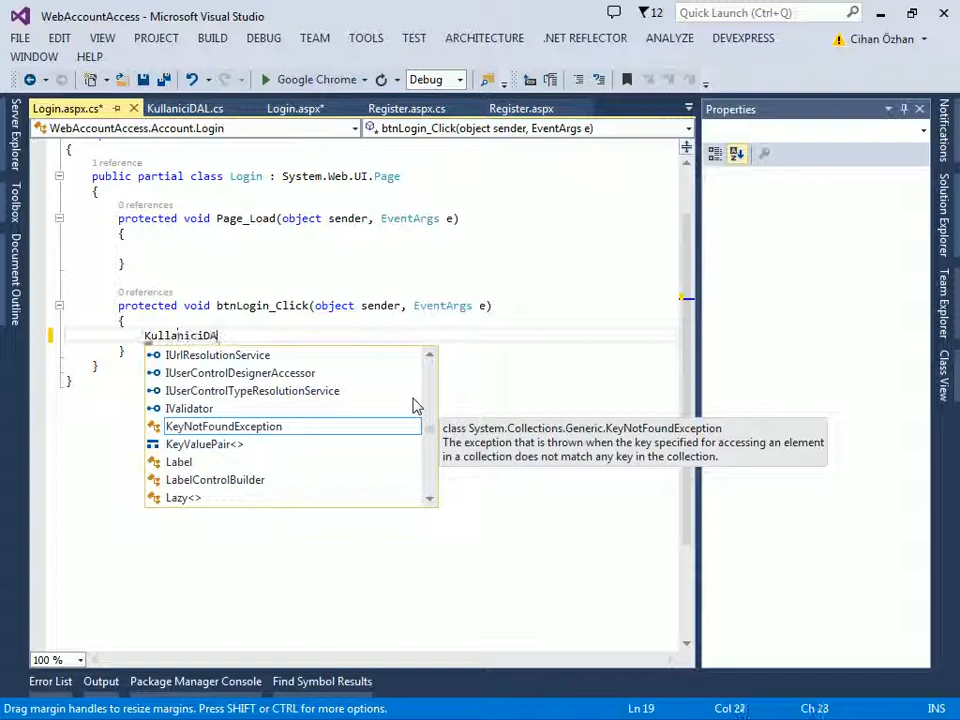 WebAccountAccess - Microsoft Visual Studio
12
Quick Launch (Ctrl+Q)
FILE EDIT VIEW PROJECT BUILD DEBUG TEAM TOOLS TEST ARCHITECTURE .NET REFLECTOR ANALYZE DEVEXPRESS
Cihan Özhan
WINDOW HELP
Google Chrome
Debug
Login.aspx.cs* KullaniciDAL.cs Login.aspx* Register.aspx.cs Register.aspx
Properties
WebAccountAccess.Account.Login
btnLogin_Click(object sender, EventArgs e)
Server Explorer
Toolbox
Document Outline
{
1 reference
public partial class Login : System.Web.UI.Page
{
0 references
protected void Page_Load(object sender, EventArgs e)
{
}
0 references
protected void btnLogin_Click(object sender, EventArgs e)
{
KullaniciDA
}
}
}
IUrlResolutionService
IUserControlDesignerAccessor
IUserControlTypeResolutionService
IValidator
KeyNotFoundException
KeyValuePair<>
Label
LabelControlBuilder
Lazy<>
class System.Collections.Generic.KeyNotFoundException
The exception that is thrown when the key specified for accessing an element
in a collection does not match any key in the collection.
Notifications
Solution Explorer
Team Explorer
Class View
100 %
Error List Output Package Manager Console Find Symbol Results
Drag margin handles to resize margins. Press SHIFT or CTRL for more options.
Ln 19
Ch 23
INS